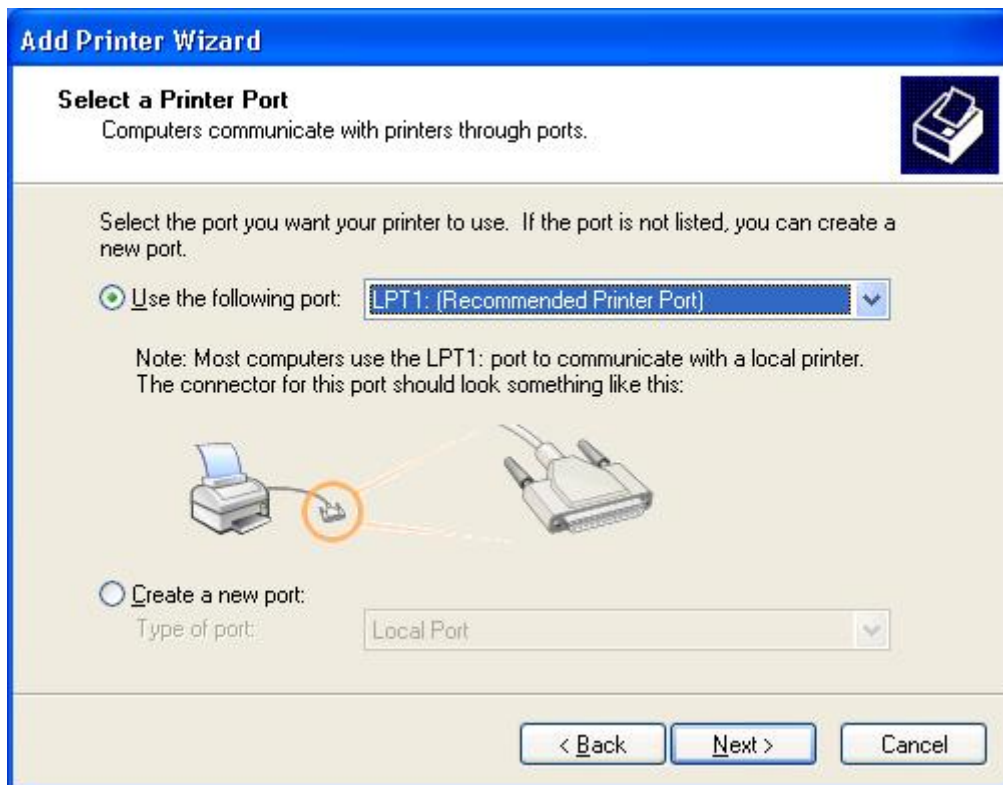 Add Printer Wizard
Select a Printer Port
Computers communicate with printers through ports.
Select the port you want your printer to use. If the port is not listed, you can create a
new port.
Use the following port: LPT1: (Recommended Printer Port)
Note: Most computers use the LPT1: port to communicate with a local printer.
The connector for this port should look something like this:
Create a new port:
Type of port: Local Port
< Back Next > Cancel